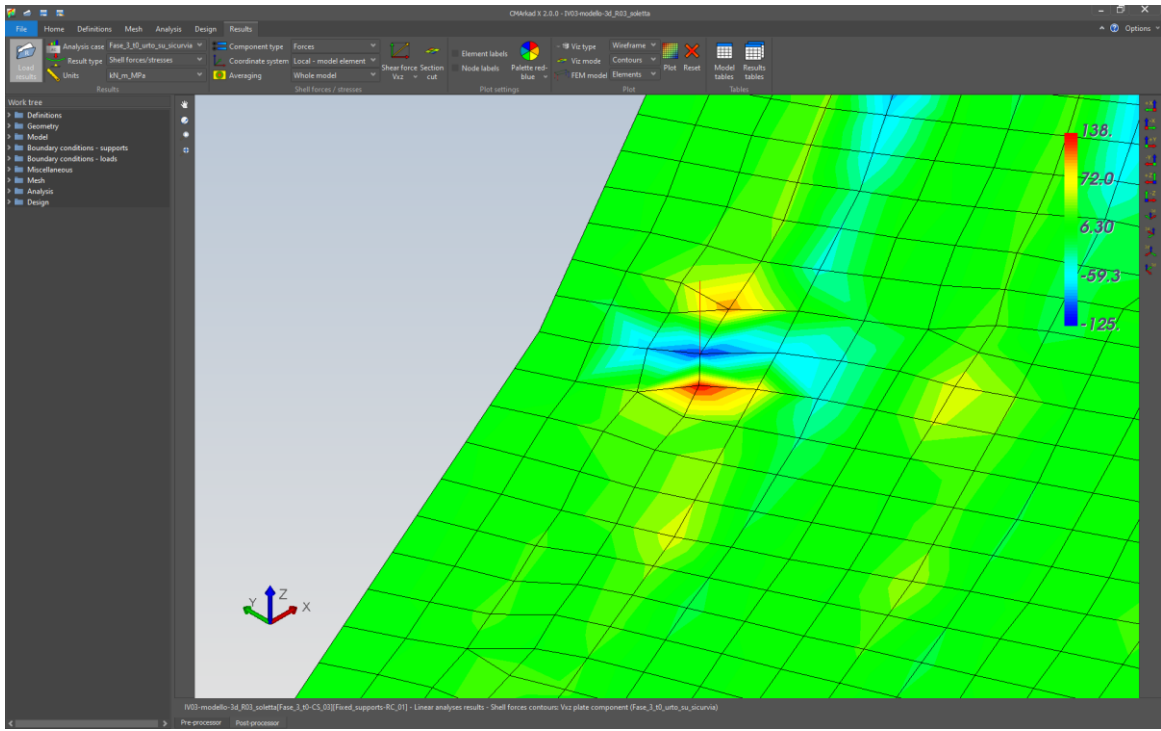 CMArkad X 2.0.0 - IV03-modello-3d_R03_soletta
File Home Definitions Mesh Analysis Design Results Options
Load results
Analysis case Fase_3_t0_urto_su_sicurvia
Result type Shell forces/stresses
Units kN_m_MPa
Results
Component type Forces
Coordinate system Local - model element
Averaging Whole model
Shear force Vxz
Section cut
Shell forces / stresses
Element labels
Node labels
Palette red-blue
Plot settings
Viz type Wireframe
Viz mode Contours
FEM model Elements
Plot Reset
Plot
Model tables
Results tables
Tables
Work tree
Definitions
Geometry
Model
Boundary conditions - supports
Boundary conditions - loads
Miscellaneous
Mesh
Analysis
Design
138.
72.0
6.30
-59.3
-125.
Z
Y
X
IV03-modello-3d_R03_soletta[Fase_3_t0-CS_03][Fixed_supports-RC_01] - Linear analyses results - Shell forces contours: Vxz plate component (Fase_3_t0_urto_su_sicurvia)
Pre-processor Post-processor